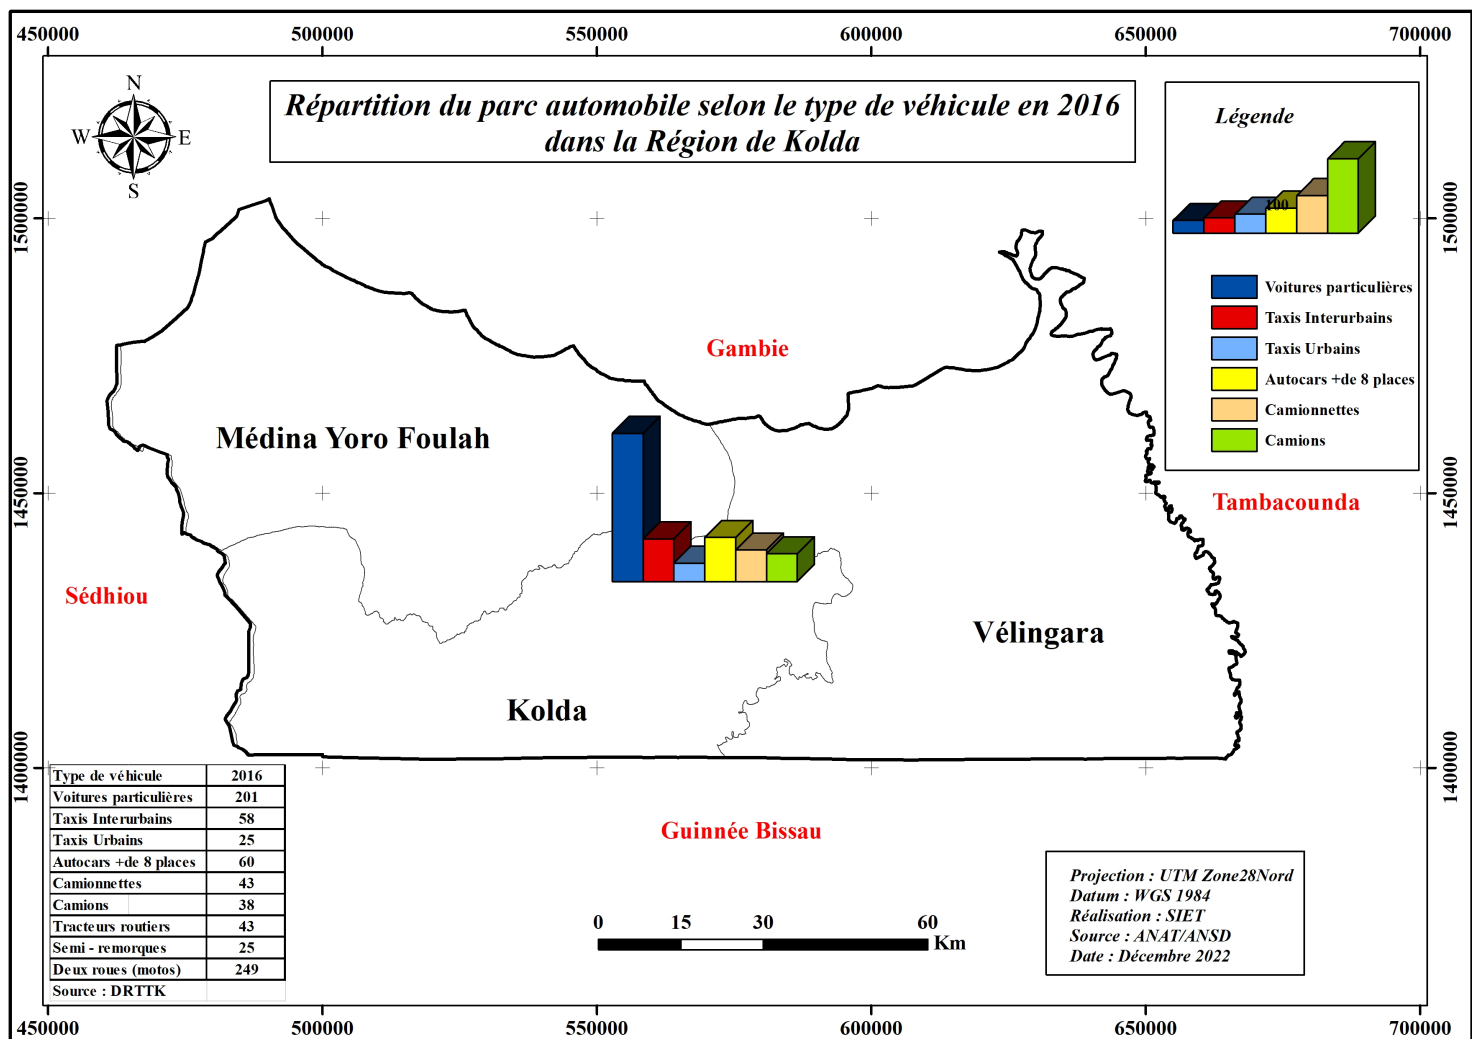 450000 500000 550000 600000 650000 700000
N
W E
S
Répartition du parc automobile selon le type de véhicule en 2016
dans la Région de Kolda
Légende
100
Voitures particulières
Taxis Interurbains
Taxis Urbains
Autocars +de 8 places
Camionnettes
Camions
1500000 1500000
1450000 1450000
1400000 1400000
Gambie
Médina Yoro Foulah
Tambacounda
Sédhiou
Vélingara
Kolda
Guinnée Bissau
Type de véhicule 2016
Voitures particulières 201
Taxis Interurbains 58
Taxis Urbains 25
Autocars +de 8 places 60
Camionnettes 43
Camions 38
Tracteurs routiers 43
Semi - remorques 25
Deux roues (motos) 249
Source : DRTTK
0 15 30 60
Km
Projection : UTM Zone28Nord
Datum : WGS 1984
Réalisation : SIET
Source : ANAT/ANSD
Date : Décembre 2022
450000 500000 550000 600000 650000 700000